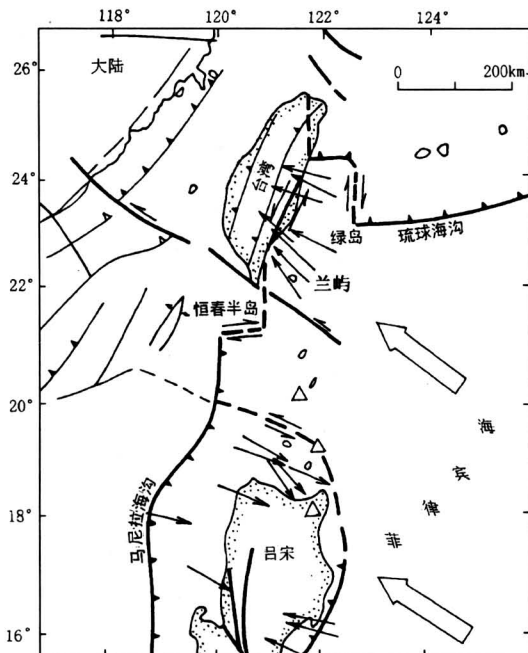 118°
120°
122°
124°
26°
大陆
0
200km
台湾
24°
绿岛
琉球海沟
兰屿
22°
恒春半岛
20°
海
宾
律
菲
马尼拉海沟
18°
吕宋
16°